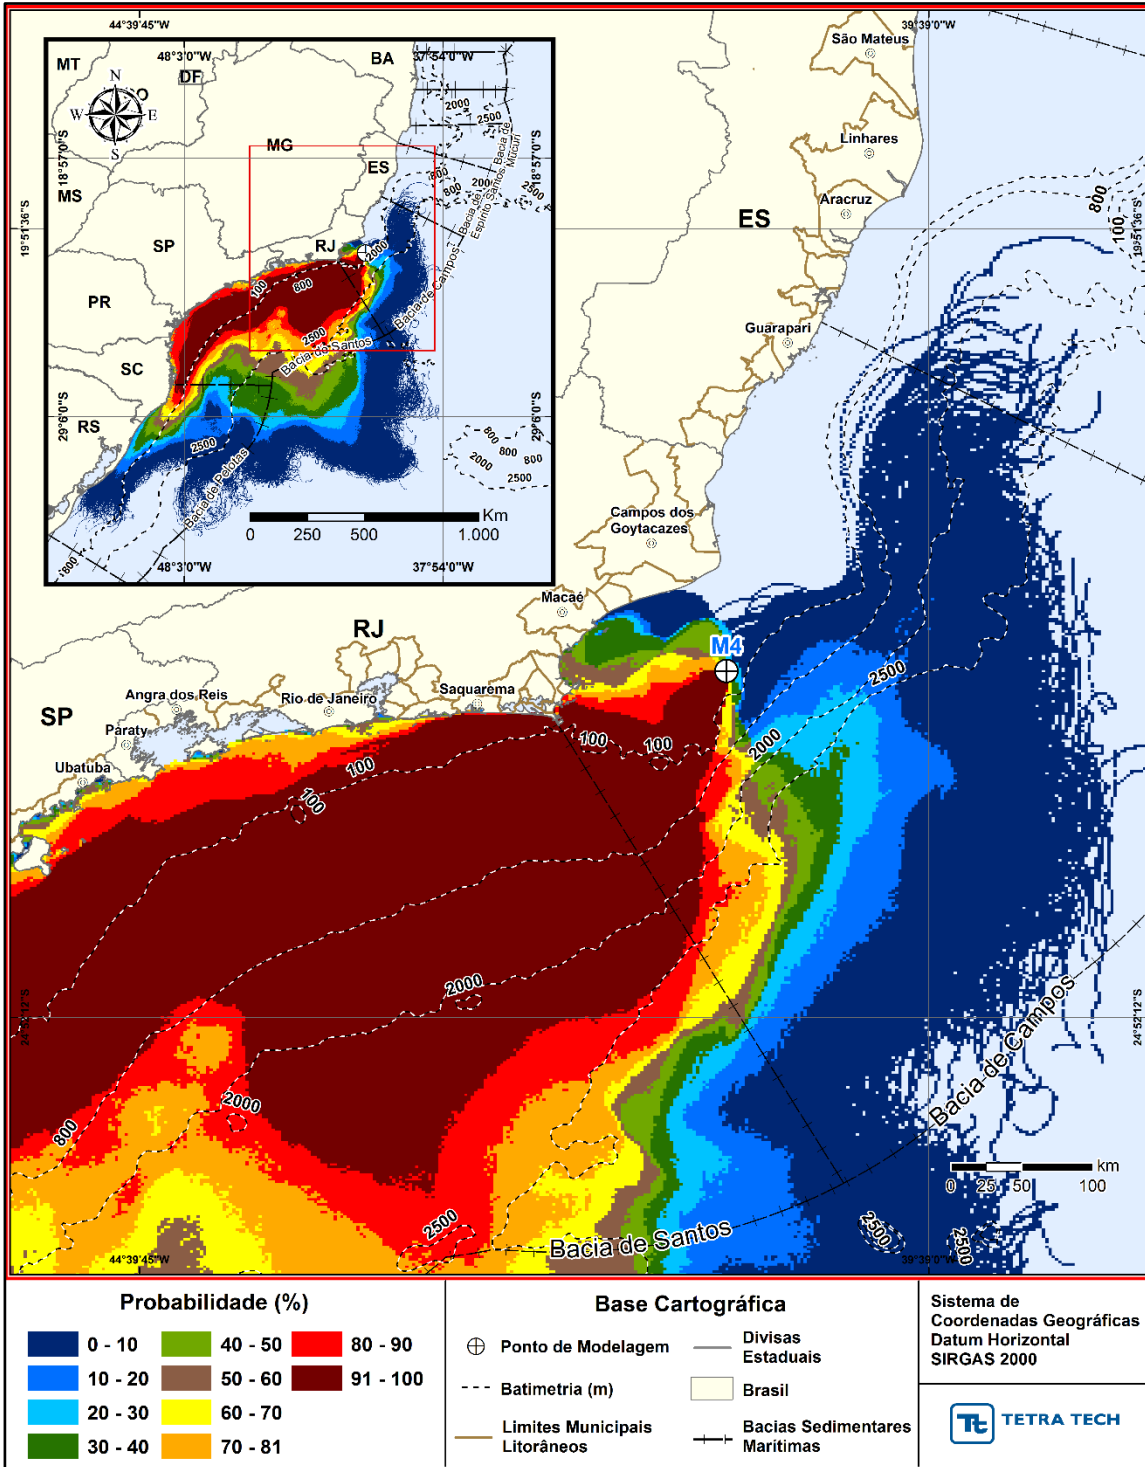 44°39'45"W
39°39'0"W
48°3'0"W
37°54'0"W
MT
DF
BA
N
W
E
S
MG
ES
MS
SP
RJ
PR
SC
RS
18°57'0"S
18°57'0"S
29°6'0"S
29°6'0"S
2000
2500
Bacia de
Mucuri
800
800
2500
Bacia de
Espírito Santo
2000
Bacia de Campos
100
800
2500
Bacia de Santos
2500
Bacia de Pelotas
800
800
800
2000
800
2500
Km
0
250
500
1.000
48°3'0"W
37°54'0"W
19°51'36"S
19°51'36"S
São Mateus
Linhares
Aracruz
ES
800
100
Guarapari
Campos dos
Goytacazes
Macaé
RJ
M4
2500
Saquarema
Angra dos Reis
Rio de Janeiro
SP
Paraty
Ubatuba
100
100
100
100
2000
2000
24°52'12"S
24°52'12"S
Bacia de Campos
800
2000
2500
Bacia de Santos
2500
2500
km
0
25
50
100
44°39'45"W
39°39'0"W
Probabilidade (%)
0 - 10
10 - 20
20 - 30
30 - 40
40 - 50
50 - 60
60 - 70
70 - 81
80 - 90
91 - 100
Base Cartográfica
Ponto de Modelagem
Batimetria (m)
Limites Municipais
Litorâneos
Divisas
Estaduais
Brasil
Bacias Sedimentares
Marítimas
Sistema de
Coordenadas Geográficas
Datum Horizontal
SIRGAS 2000
TETRA TECH